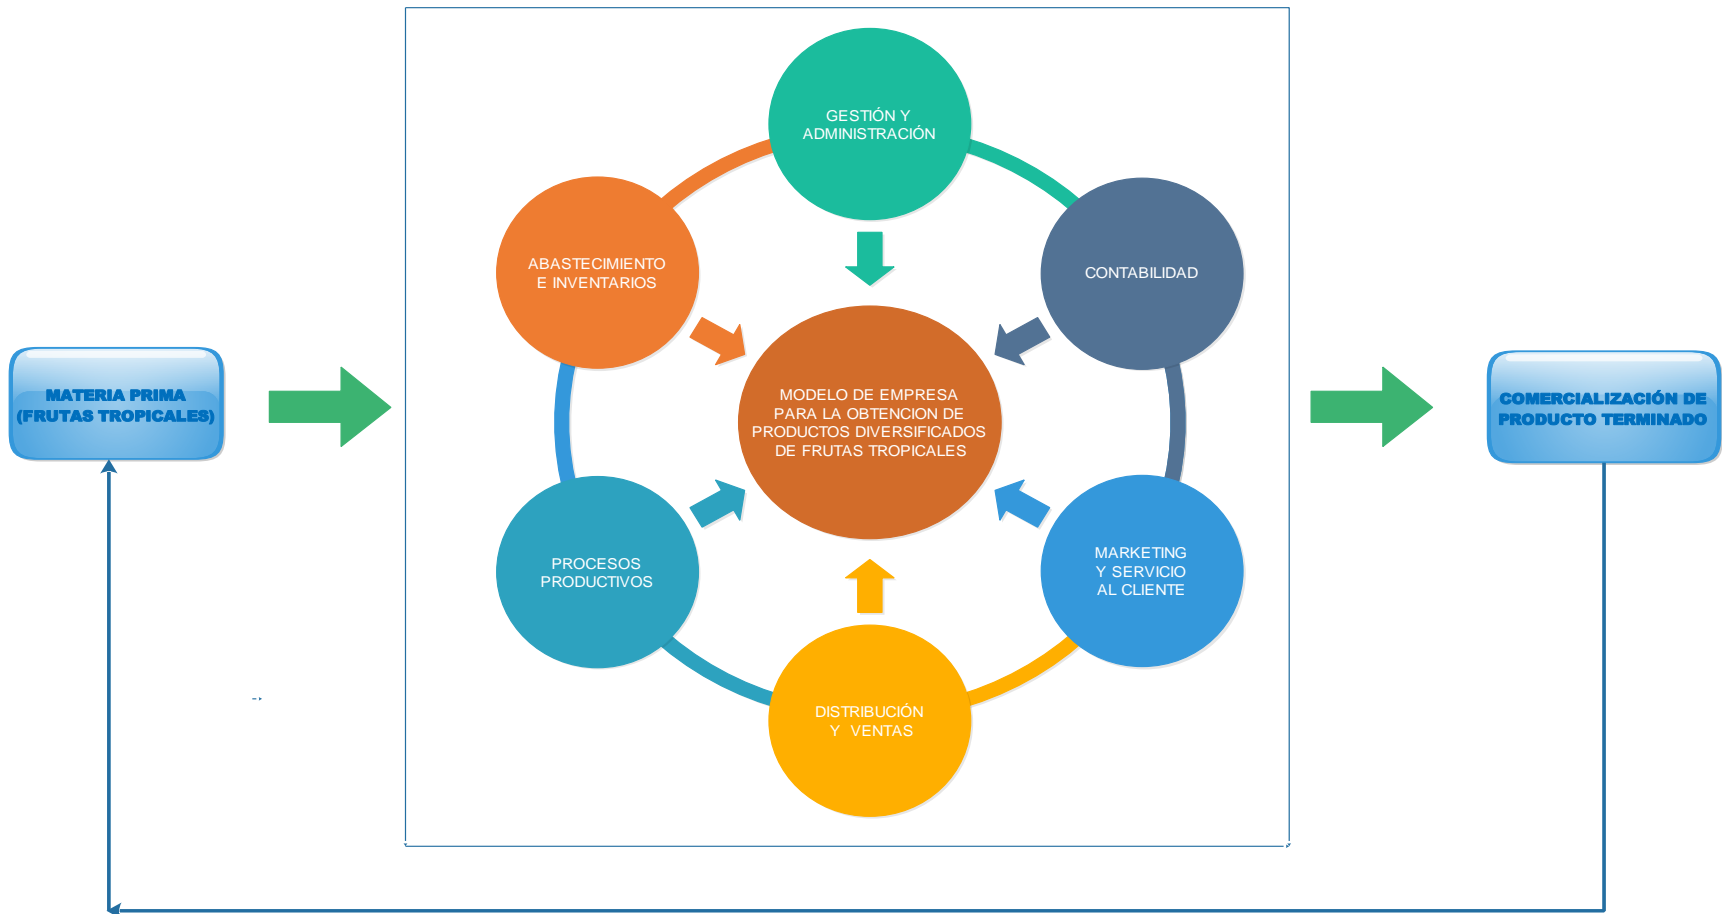 GESTIÓN Y
ADMINISTRACIÓN
ABASTECIMIENTO
E INVENTARIOS
CONTABILIDAD
MATERIA PRIMA
(FRUTAS TROPICALES)
MODELO DE EMPRESA
PARA LA OBTENCION DE
PRODUCTOS DIVERSIFICADOS
DE FRUTAS TROPICALES
COMERCIALIZACIÓN DE
PRODUCTO TERMINADO
PROCESOS
PRODUCTIVOS
MARKETING
Y SERVICIO
AL CLIENTE
DISTRIBUCIÓN
Y VENTAS